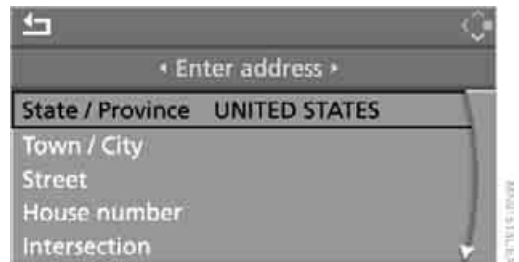 Enter address
State / Province UNITED STATES
Town / City
Street
House number
Intersection